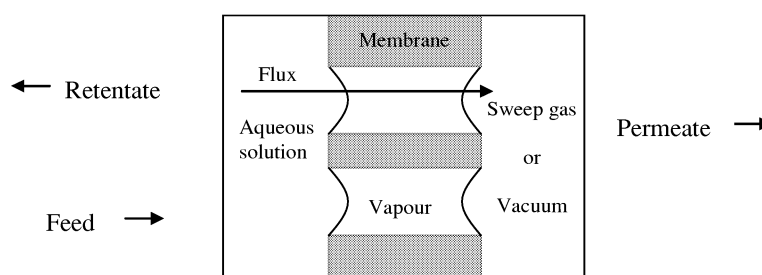 Membrane
Flux
Retentate
Sweep gas
Aqueous
solution
Permeate
or
Vapour
Vacuum
Feed